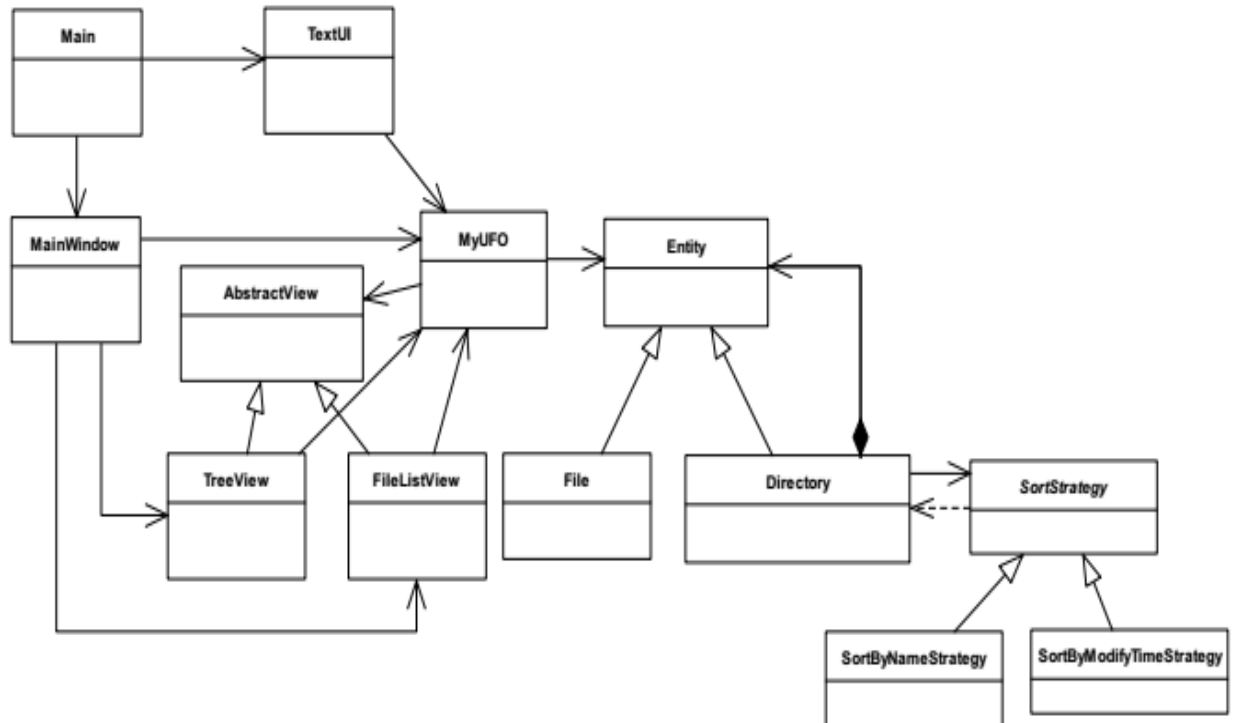 Main
TextUI
MainWindow
MyUFO
Entity
AbstractView
TreeView
FileListView
File
Directory
SortStrategy
SortByNameStrategy
SortByModifyTimeStrategy